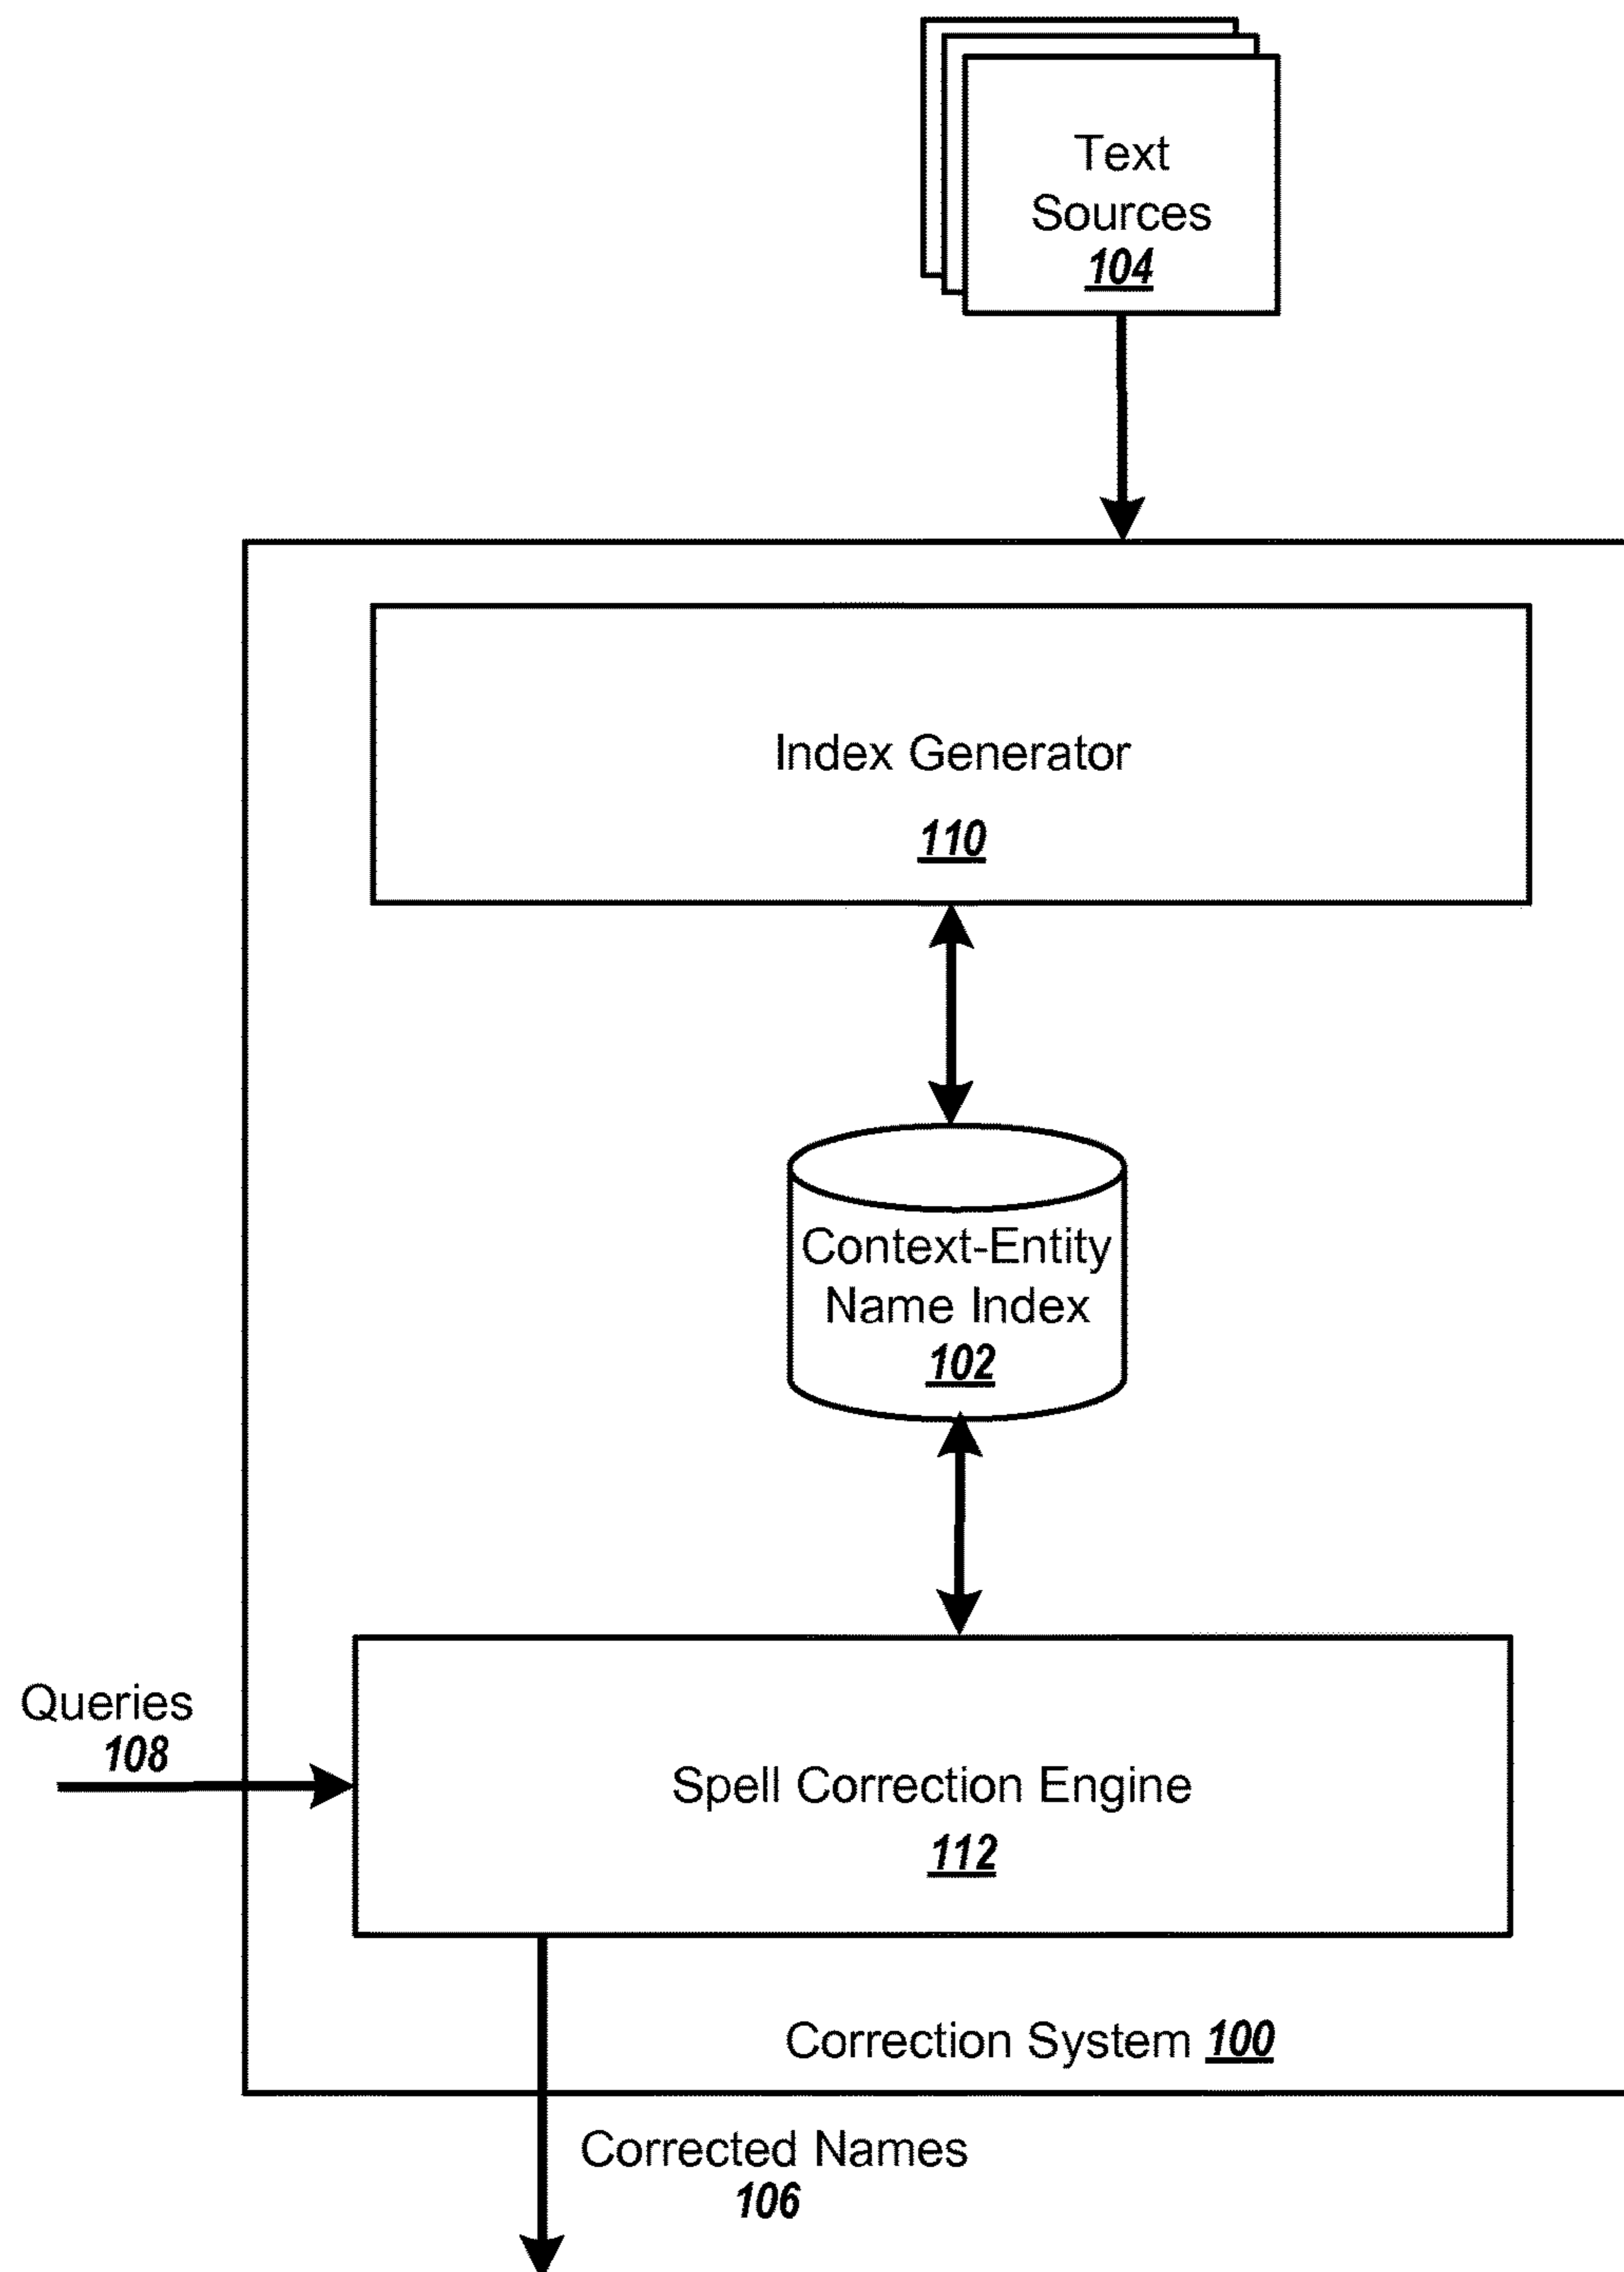 Text
Sources
104
Index Generator
110
Context-Entity
Name Index
102
Queries
108
Spell Correction Engine
112
Correction System 100
Corrected Names
106